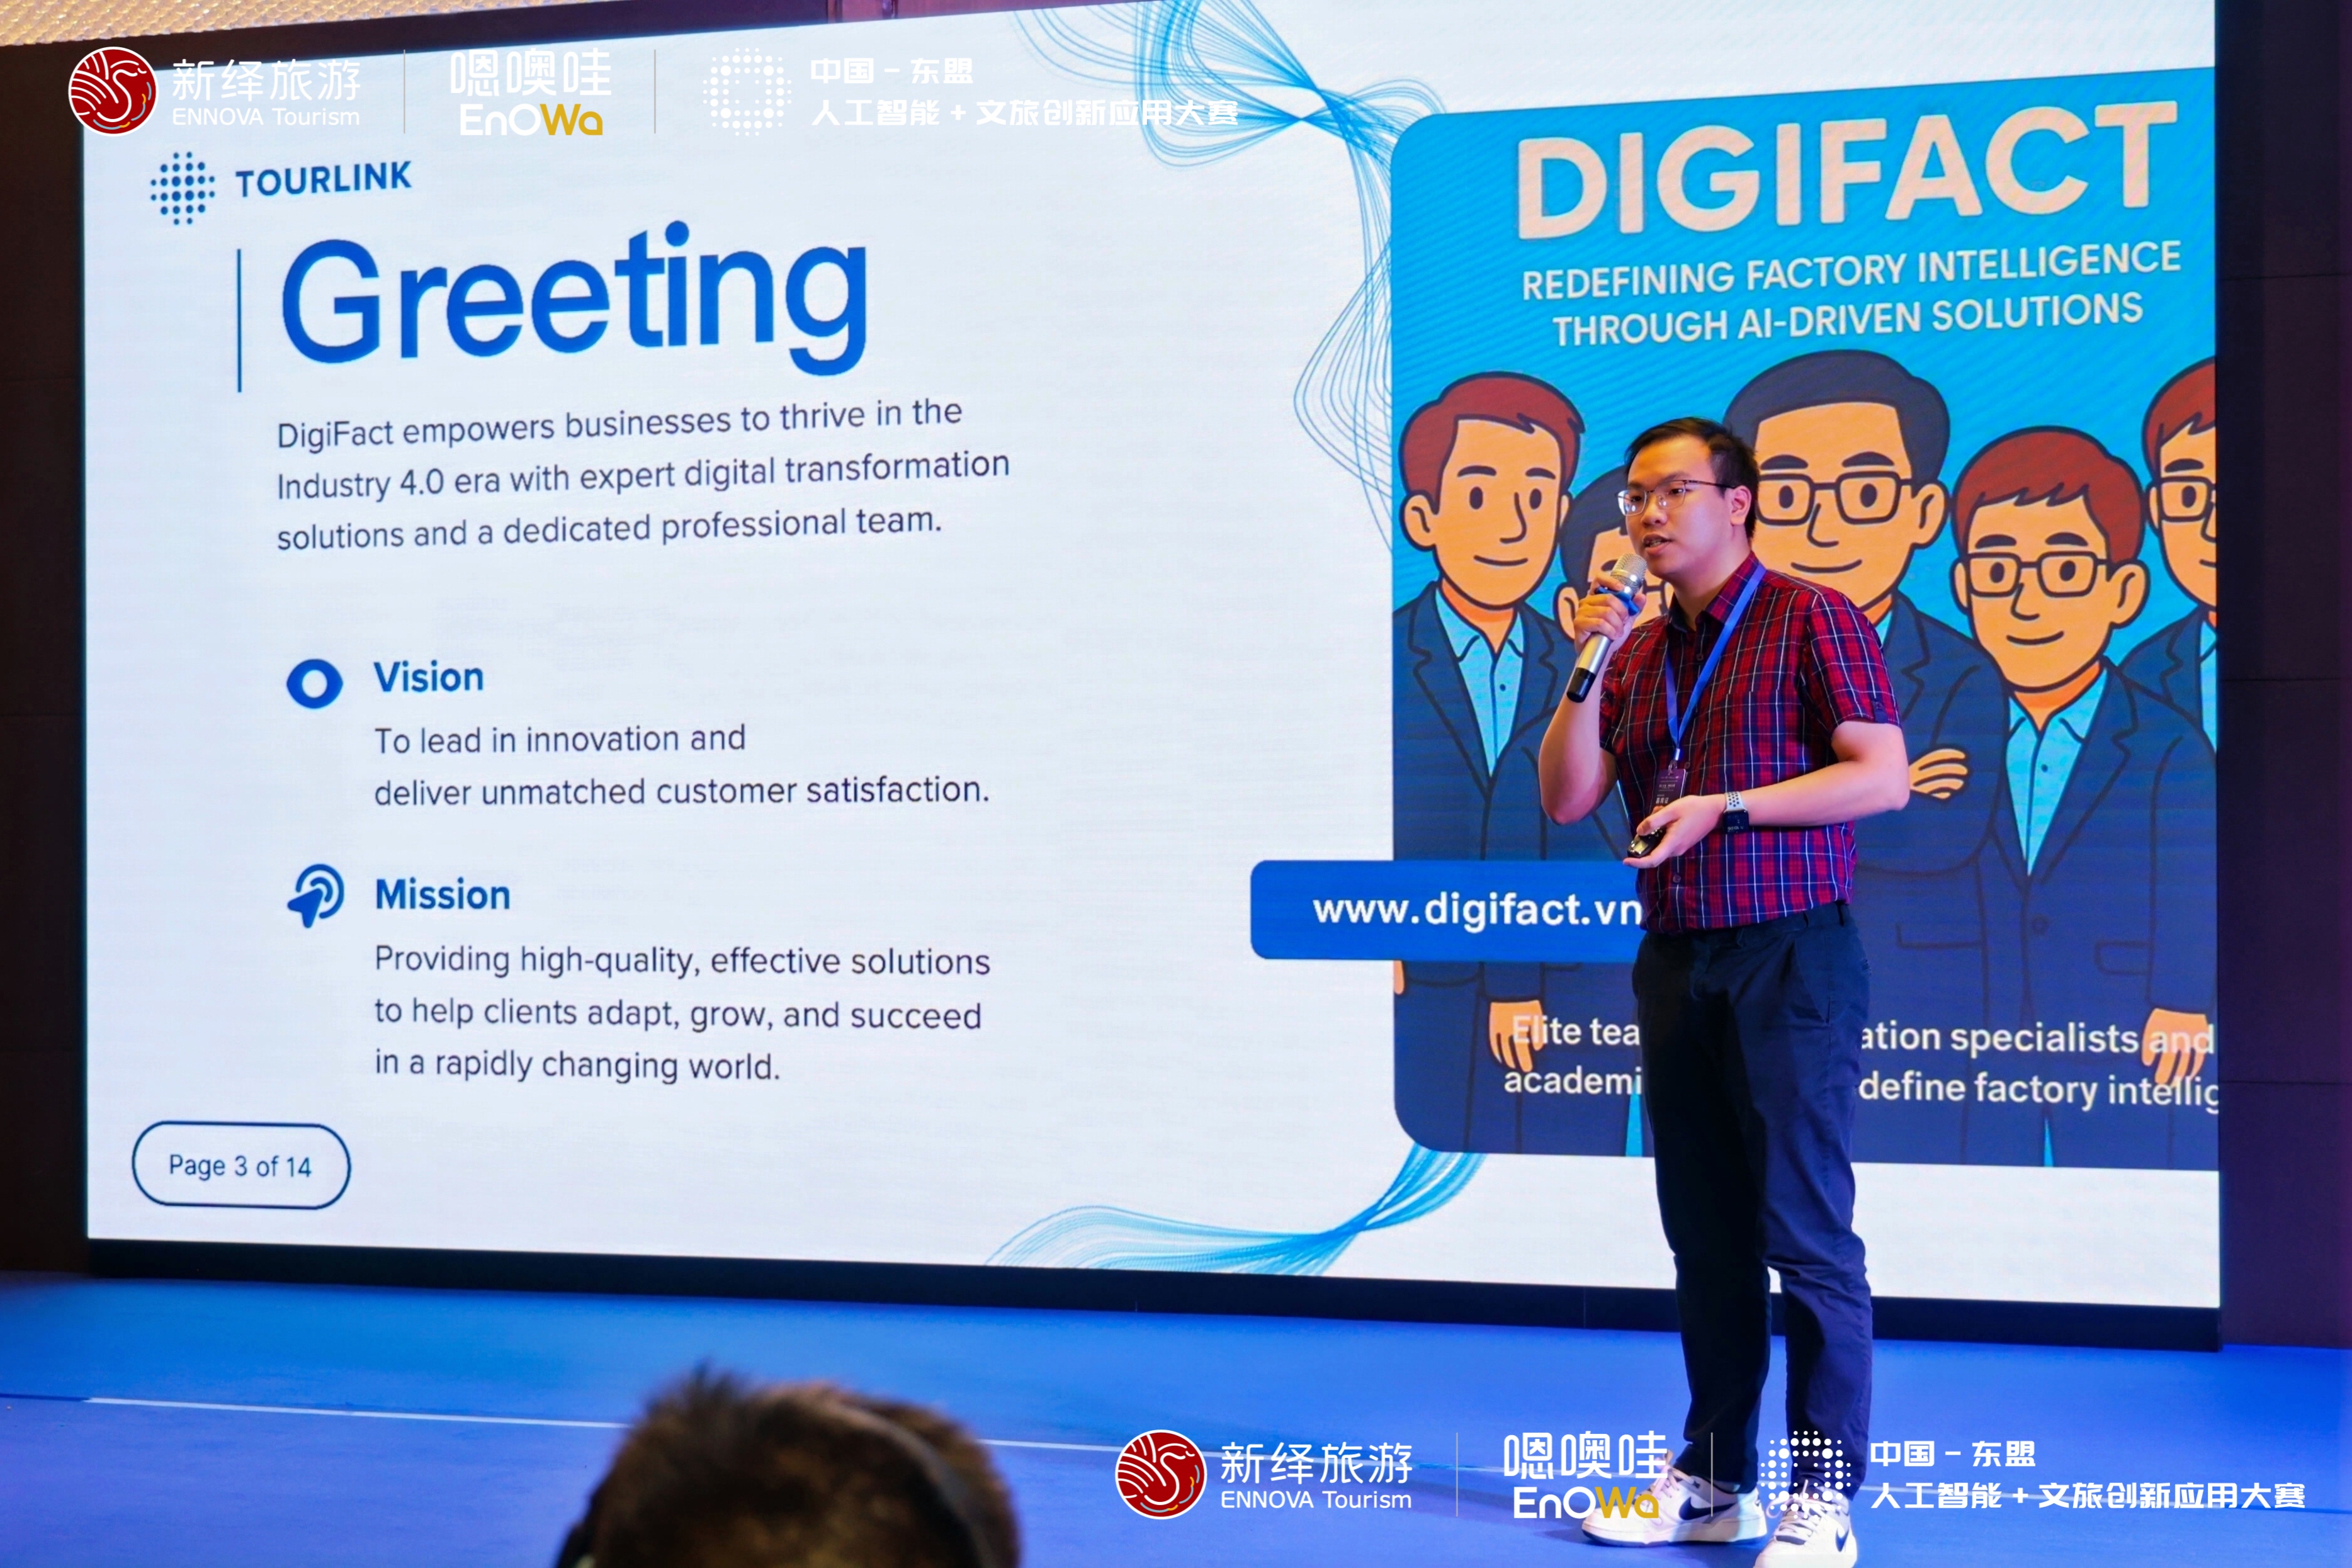 新绎旅游
ENNOVA Tourism
嗯噢哇
EnOWa
中国－东盟
人工智能＋文旅创新应用大赛
TOURLINK
Greeting
DigiFact empowers businesses to thrive in the
Industry 4.0 era with expert digital transformation
solutions and a dedicated professional team.
Vision
To lead in innovation and
deliver unmatched customer satisfaction.
Mission
Providing high-quality, effective solutions
to help clients adapt, grow, and succeed
in a rapidly changing world.
Page 3 of 14
DIGIFACT
REDEFINING FACTORY INTELLIGENCE
THROUGH AI-DRIVEN SOLUTIONS
www.digifact.vn
Elite tea ation specialists and
academi define factory intellig
新绎旅游
ENNOVA Tourism
嗯噢哇
EnOWa
中国－东盟
人工智能＋文旅创新应用大赛